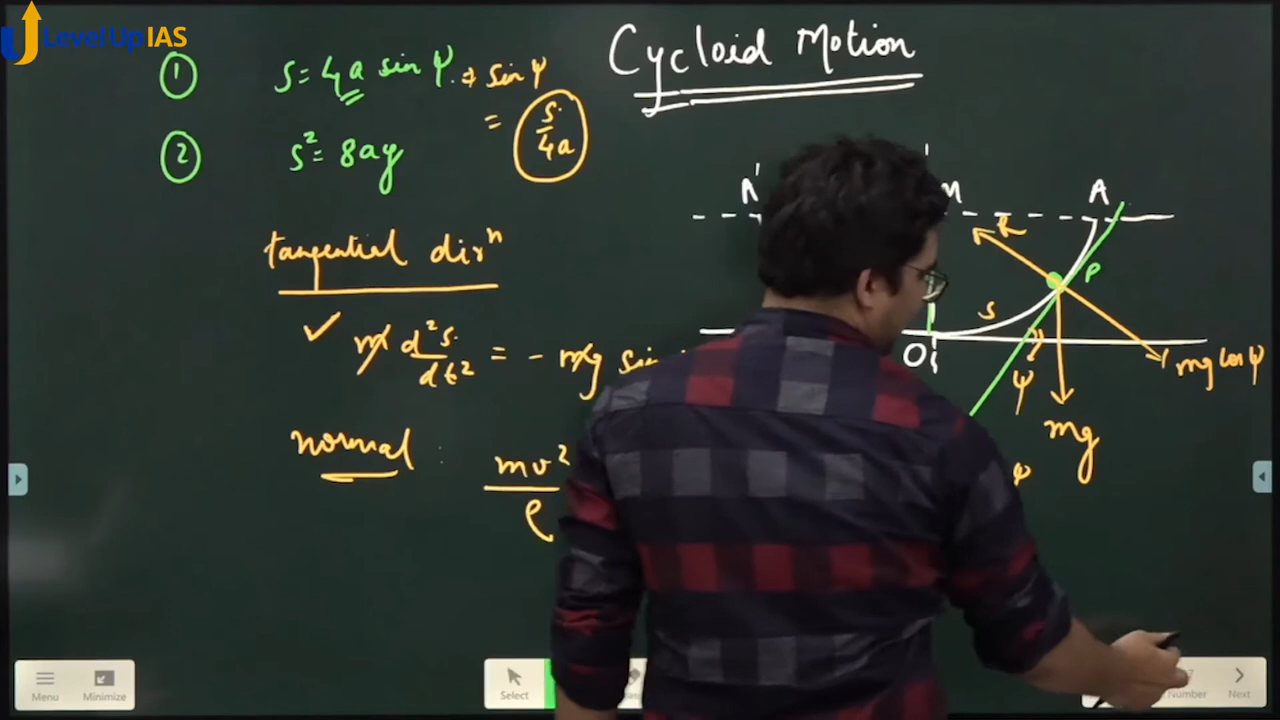 LevelUp IAS
Cycloid Motion
① S = 4a sin ψ. ⇒ sin ψ
= S/4a
② S² = 8ay
tangential dirⁿ
✓ m d²s/dt² = - mg sin
normal :
mv²/ρ
A'
M
A
R
P
S
O
ψ
mg cos ψ
mg
ψ
Menu
Minimize
Select
Number
Next